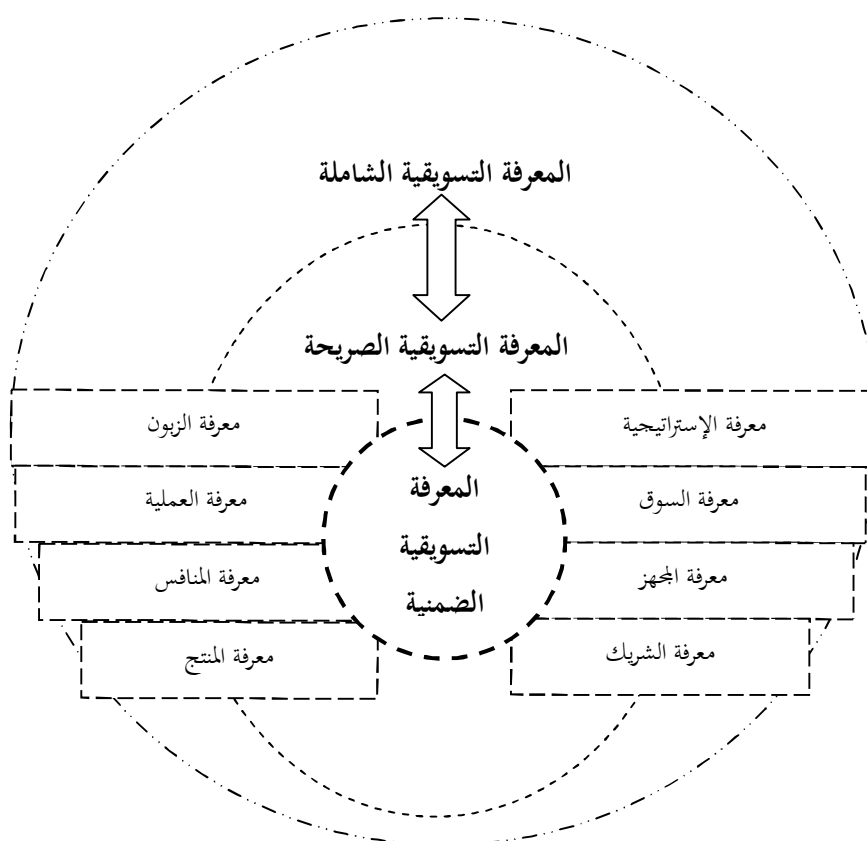 المعرفة التسويقية الشاملة
المعرفة التسويقية الصريحة
معرفة الإستراتيجية
معرفة الزبون
المعرفة
التسويقية
الضمنية
معرفة السوق
معرفة العملية
معرفة المجهز
معرفة المنافس
معرفة الشريك
معرفة المنتج